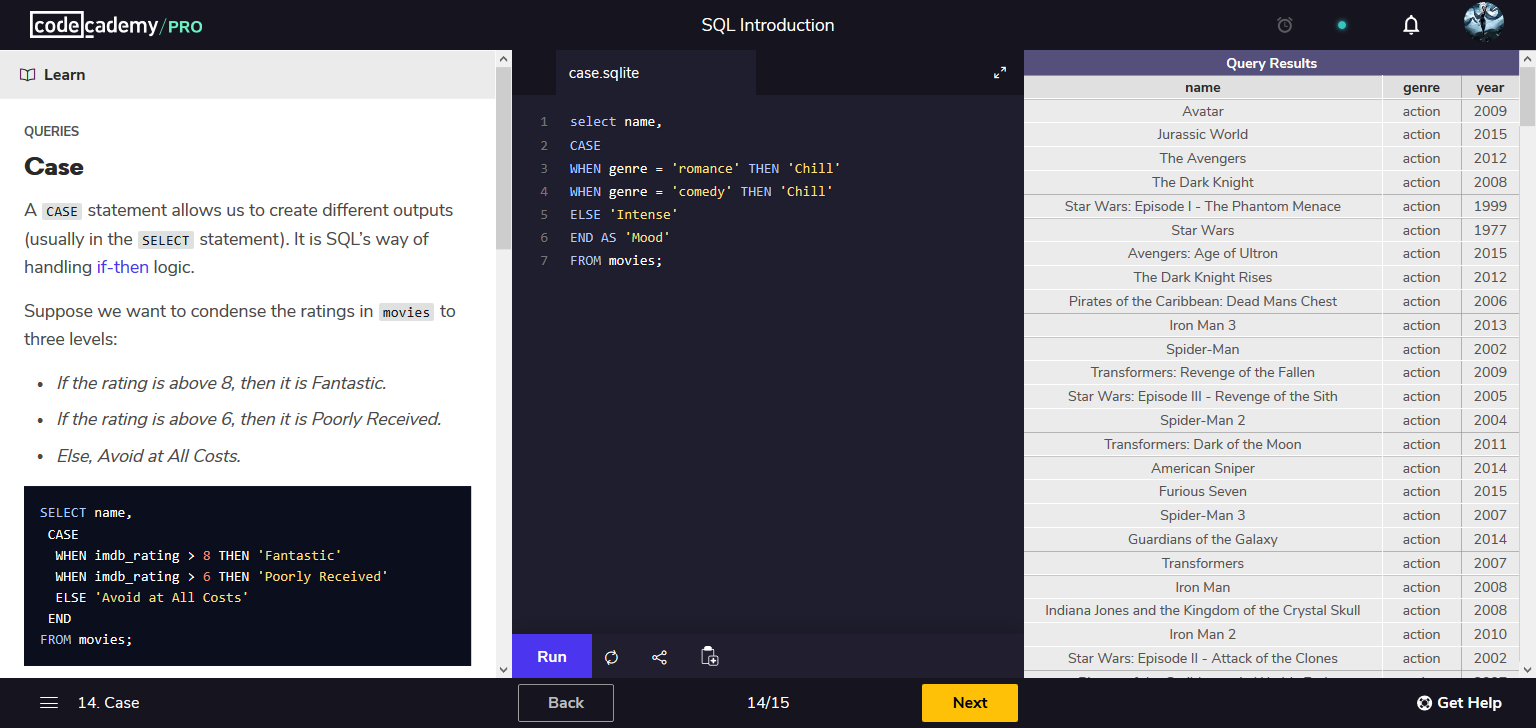 codecademy/PRO
SQL Introduction
Learn
QUERIES
Case
A CASE statement allows us to create different outputs
(usually in the SELECT statement). It is SQL’s way of
handling if-then logic.
Suppose we want to condense the ratings in movies to
three levels:
• If the rating is above 8, then it is Fantastic.
• If the rating is above 6, then it is Poorly Received.
• Else, Avoid at All Costs.
SELECT name,
CASE
WHEN imdb_rating > 8 THEN 'Fantastic'
WHEN imdb_rating > 6 THEN 'Poorly Received'
ELSE 'Avoid at All Costs'
END
FROM movies;
case.sqlite
1 select name,
2 CASE
3 WHEN genre = 'romance' THEN 'Chill'
4 WHEN genre = 'comedy' THEN 'Chill'
5 ELSE 'Intense'
6 END AS 'Mood'
7 FROM movies;
Run
Query Results
name genre year
Avatar action 2009
Jurassic World action 2015
The Avengers action 2012
The Dark Knight action 2008
Star Wars: Episode I - The Phantom Menace action 1999
Star Wars action 1977
Avengers: Age of Ultron action 2015
The Dark Knight Rises action 2012
Pirates of the Caribbean: Dead Mans Chest action 2006
Iron Man 3 action 2013
Spider-Man action 2002
Transformers: Revenge of the Fallen action 2009
Star Wars: Episode III - Revenge of the Sith action 2005
Spider-Man 2 action 2004
Transformers: Dark of the Moon action 2011
American Sniper action 2014
Furious Seven action 2015
Spider-Man 3 action 2007
Guardians of the Galaxy action 2014
Transformers action 2007
Iron Man action 2008
Indiana Jones and the Kingdom of the Crystal Skull action 2008
Iron Man 2 action 2010
Star Wars: Episode II - Attack of the Clones action 2002
14. Case
Back
14/15
Next
Get Help